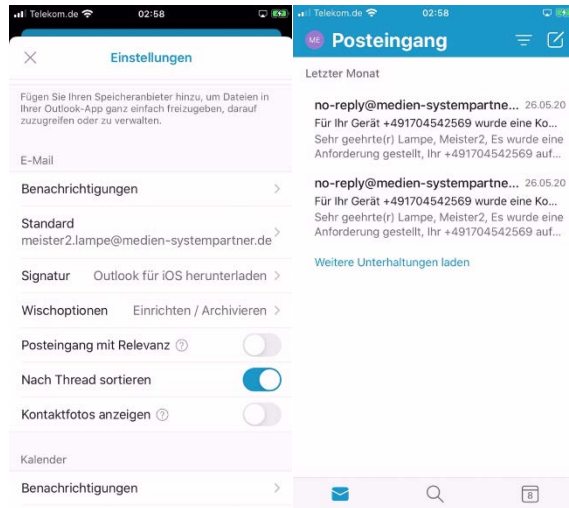 Telekom.de
02:58
Einstellungen
Fügen Sie Ihren Speicheranbieter hinzu, um Dateien in
Ihrer Outlook-App ganz einfach freizugeben, darauf
zuzugreifen oder zu verwalten.
E-Mail
Benachrichtigungen
Standard
meister2.lampe@medien-systempartner.de
Signatur Outlook für iOS herunterladen
Wischoptionen Einrichten / Archivieren
Posteingang mit Relevanz ?
Nach Thread sortieren
Kontaktfotos anzeigen ?
Kalender
Benachrichtigungen
Telekom.de
02:58
ME Posteingang
Letzter Monat
no-reply@medien-systempartne... 26.05.20
Für Ihr Gerät +491704542569 wurde eine Ko...
Sehr geehrte(r) Lampe, Meister2, Es wurde eine
Anforderung gestellt, Ihr +491704542569 auf...
no-reply@medien-systempartne... 26.05.20
Für Ihr Gerät +491704542569 wurde eine Ko...
Sehr geehrte(r) Lampe, Meister2, Es wurde eine
Anforderung gestellt, Ihr +491704542569 auf...
Weitere Unterhaltungen laden
8